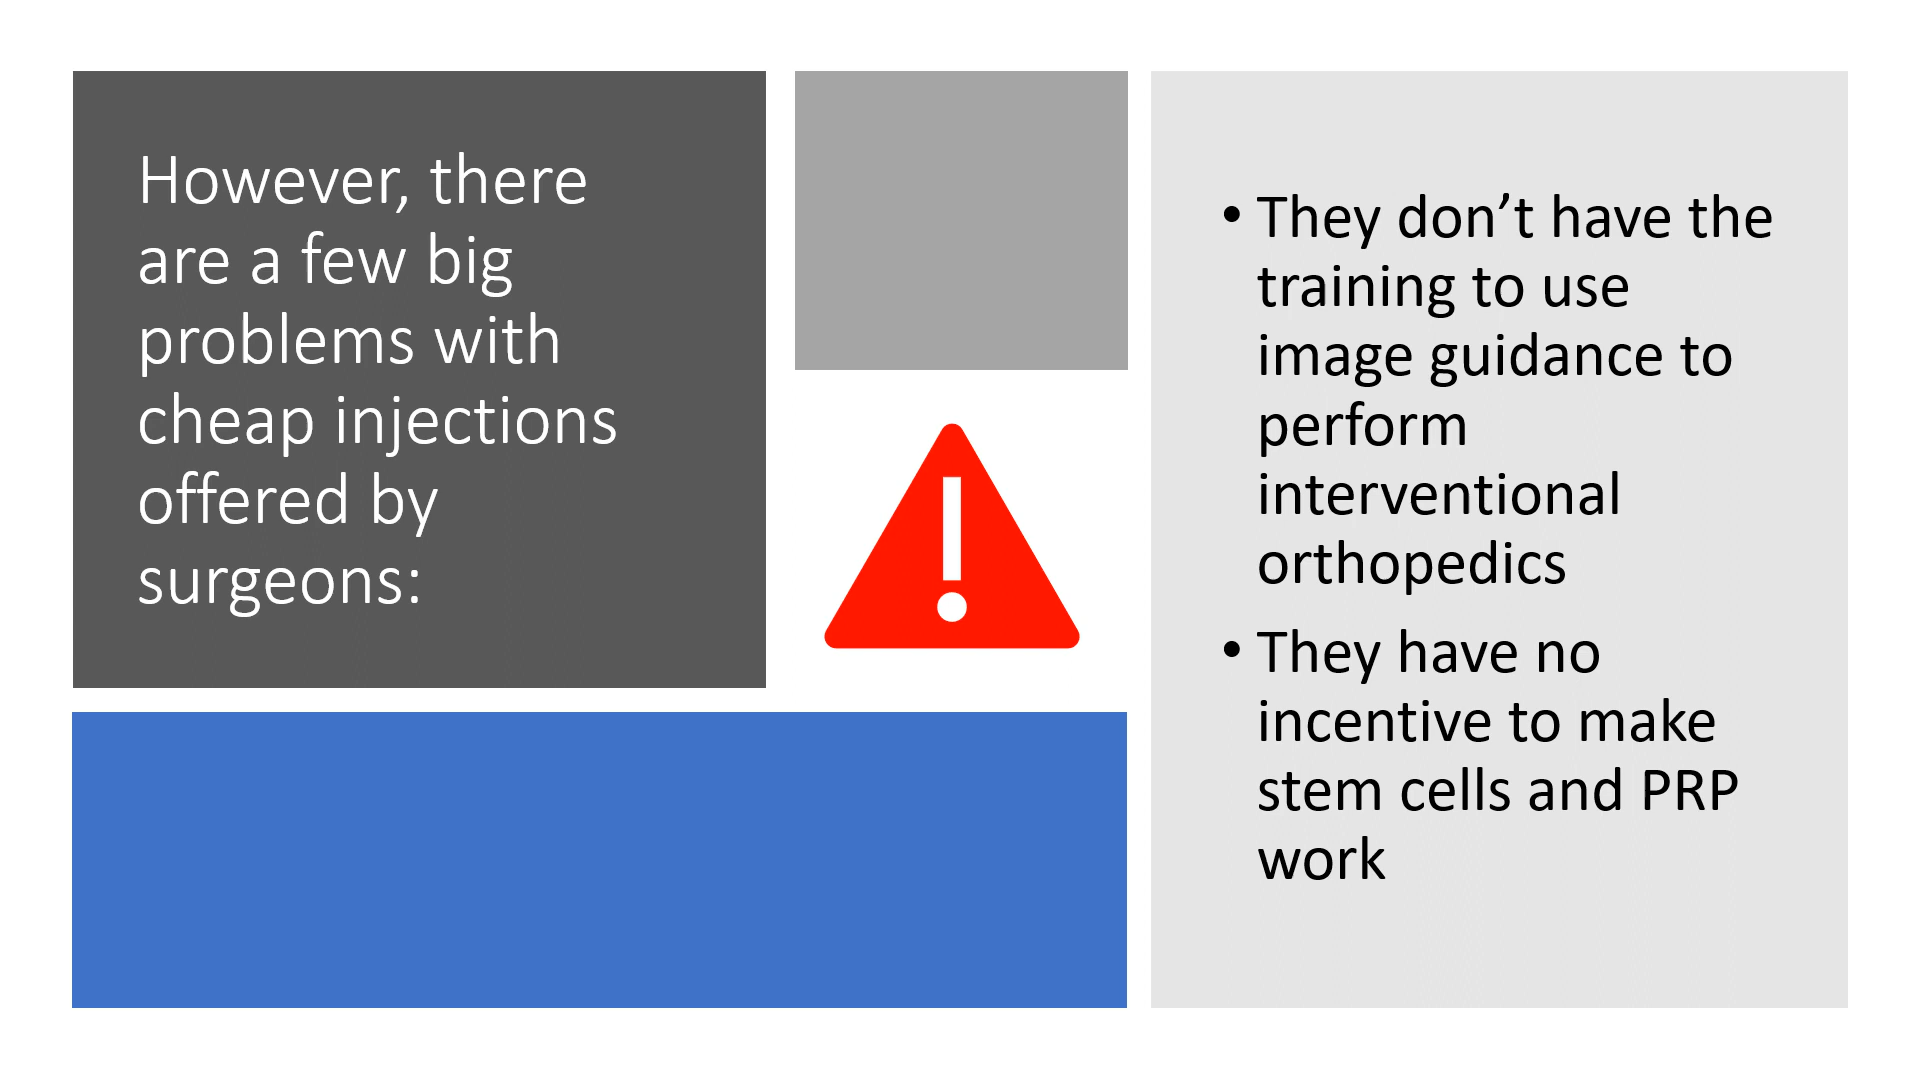 However, there
are a few big
problems with
cheap injections
offered by
surgeons:
• They don’t have the
training to use
image guidance to
perform
interventional
orthopedics
• They have no
incentive to make
stem cells and PRP
work